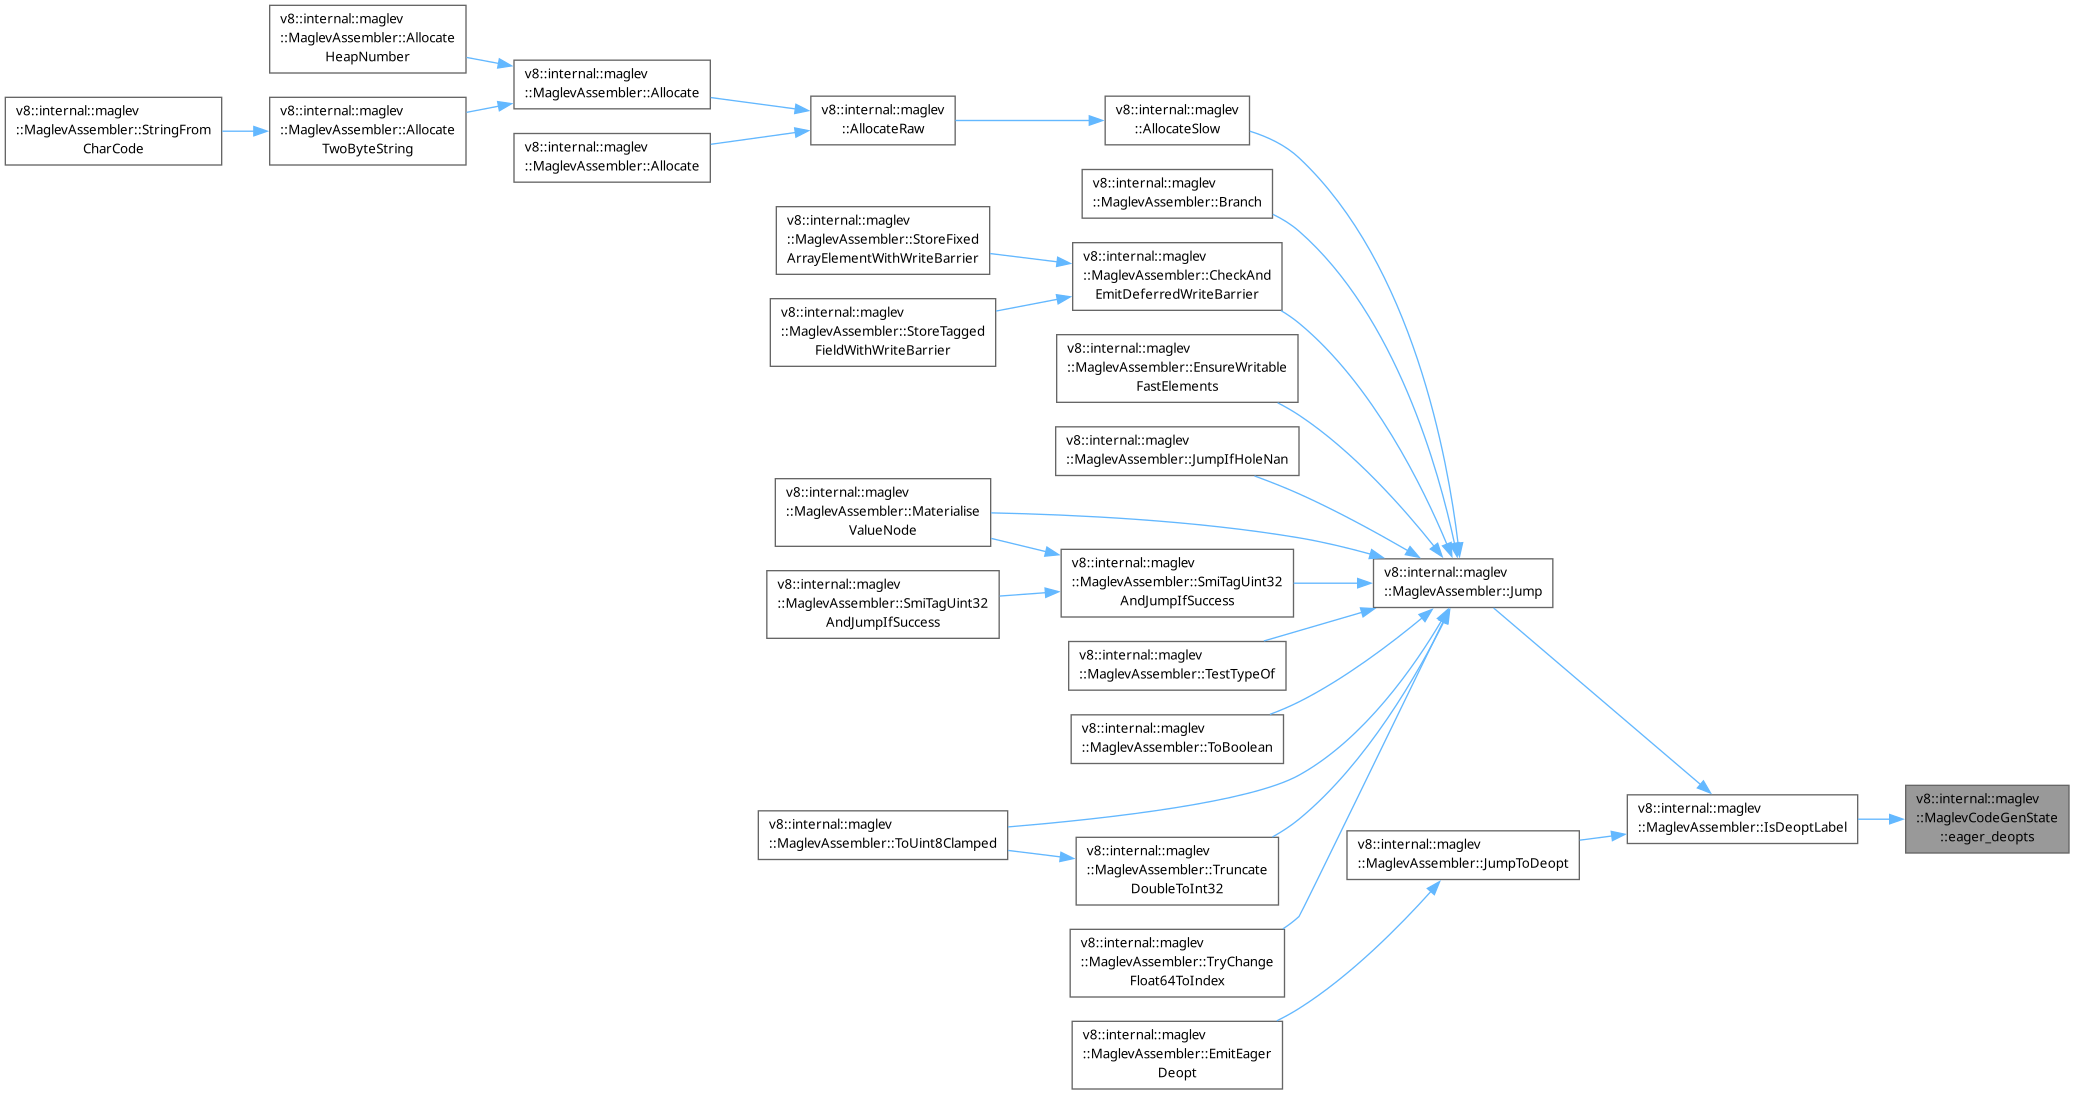 v8::internal::maglev
::MaglevAssembler::Allocate
HeapNumber
v8::internal::maglev
::MaglevAssembler::StringFrom
CharCode
v8::internal::maglev
::MaglevAssembler::Allocate
TwoByteString
v8::internal::maglev
::MaglevAssembler::Allocate
v8::internal::maglev
::MaglevAssembler::Allocate
v8::internal::maglev
::AllocateRaw
v8::internal::maglev
::AllocateSlow
v8::internal::maglev
::MaglevAssembler::Branch
v8::internal::maglev
::MaglevAssembler::StoreFixed
ArrayElementWithWriteBarrier
v8::internal::maglev
::MaglevAssembler::StoreTagged
FieldWithWriteBarrier
v8::internal::maglev
::MaglevAssembler::CheckAnd
EmitDeferredWriteBarrier
v8::internal::maglev
::MaglevAssembler::EnsureWritable
FastElements
v8::internal::maglev
::MaglevAssembler::JumpIfHoleNan
v8::internal::maglev
::MaglevAssembler::Materialise
ValueNode
v8::internal::maglev
::MaglevAssembler::SmiTagUint32
AndJumpIfSuccess
v8::internal::maglev
::MaglevAssembler::SmiTagUint32
AndJumpIfSuccess
v8::internal::maglev
::MaglevAssembler::Jump
v8::internal::maglev
::MaglevAssembler::TestTypeOf
v8::internal::maglev
::MaglevAssembler::ToBoolean
v8::internal::maglev
::MaglevAssembler::ToUint8Clamped
v8::internal::maglev
::MaglevAssembler::Truncate
DoubleToInt32
v8::internal::maglev
::MaglevAssembler::JumpToDeopt
v8::internal::maglev
::MaglevAssembler::IsDeoptLabel
v8::internal::maglev
::MaglevCodeGenState
::eager_deopts
v8::internal::maglev
::MaglevAssembler::TryChange
Float64ToIndex
v8::internal::maglev
::MaglevAssembler::EmitEager
Deopt